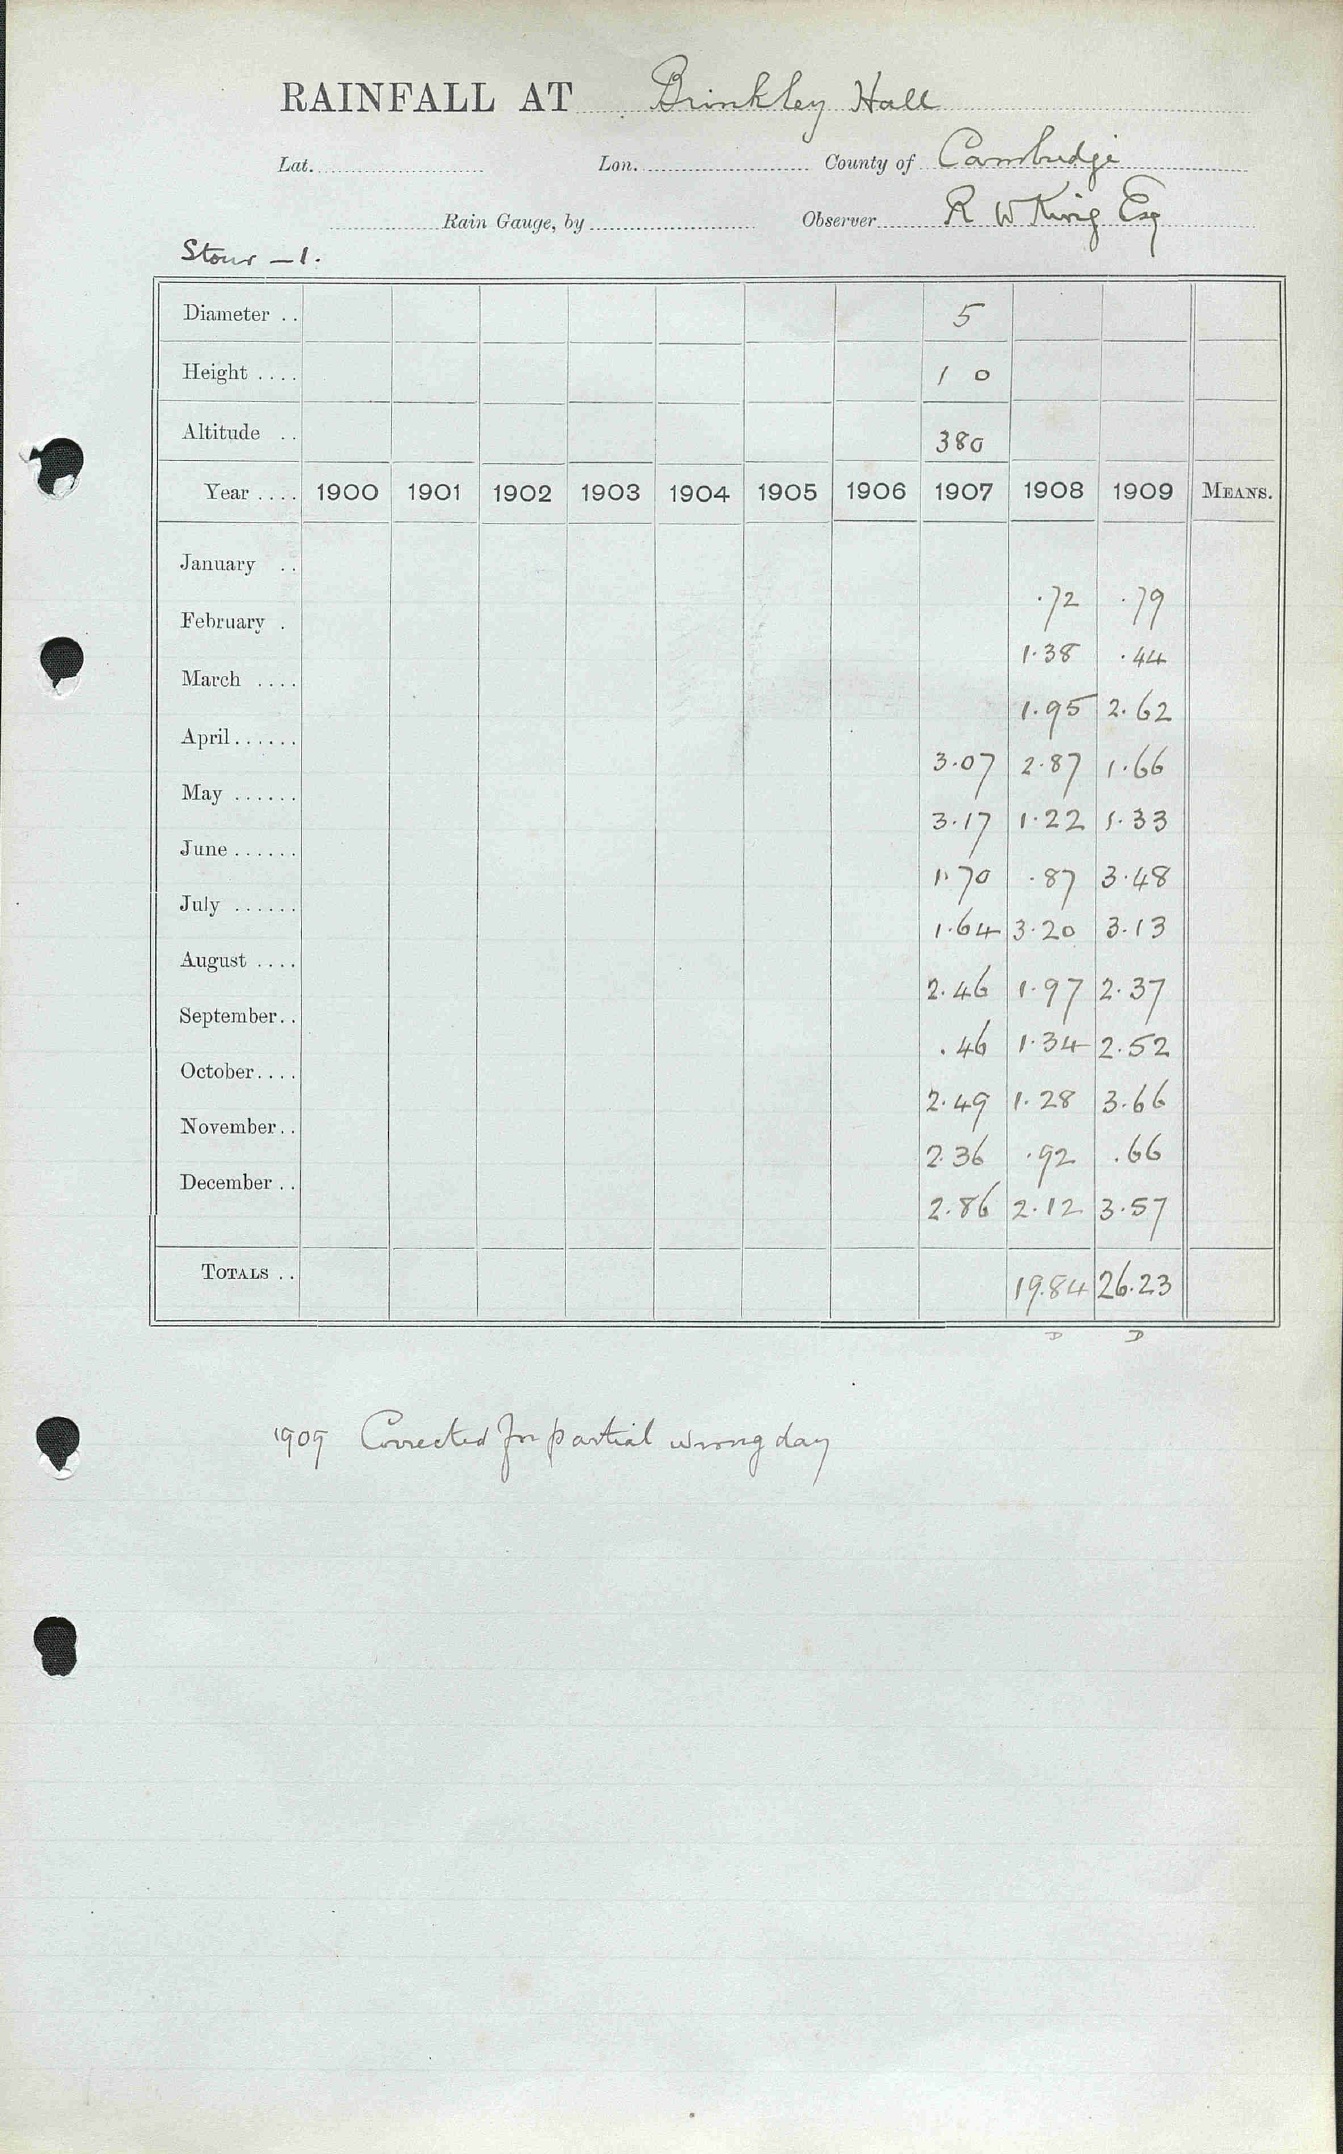 RAINFALL AT Brinkley Hall
Lat. Lon. County of Cambridge
Rain Gauge, by Observer R W King Esq
Stour - 1.
Diameter .. 5
Height .... 1 0
Altitude .. 380
Year .... 1900 1901 1902 1903 1904 1905 1906 1907 1908 1909 MEANS.
January .. .72 .79
February . 1.38 .44
March .... 1.95 2.62
April...... 3.07 2.87 1.66
May ...... 3.17 1.22 1.33
June...... 1.70 .87 3.48
July ...... 1.64 3.20 3.13
August .... 2.46 1.97 2.37
September.. .46 1.34 2.52
October.... 2.49 1.28 3.66
November.. 2.36 .92 .66
December .. 2.86 2.12 3.57
TOTALS .. 19.84 26.23
D D
1909 Corrected for partial wrong day